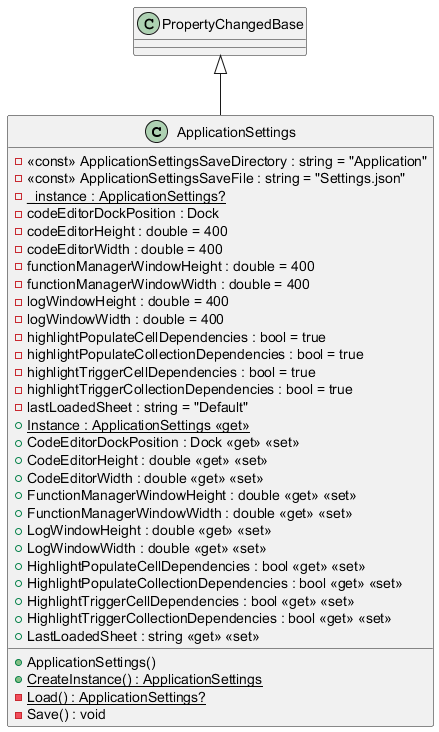 C PropertyChangedBase
C ApplicationSettings
«const» ApplicationSettingsSaveDirectory : string = "Application"
«const» ApplicationSettingsSaveFile : string = "Settings.json"
_instance : ApplicationSettings?
codeEditorDockPosition : Dock
codeEditorHeight : double = 400
codeEditorWidth : double = 400
functionManagerWindowHeight : double = 400
functionManagerWindowWidth : double = 400
logWindowHeight : double = 400
logWindowWidth : double = 400
highlightPopulateCellDependencies : bool = true
highlightPopulateCollectionDependencies : bool = true
highlightTriggerCellDependencies : bool = true
highlightTriggerCollectionDependencies : bool = true
lastLoadedSheet : string = "Default"
Instance : ApplicationSettings «get»
CodeEditorDockPosition : Dock «get» «set»
CodeEditorHeight : double «get» «set»
CodeEditorWidth : double «get» «set»
FunctionManagerWindowHeight : double «get» «set»
FunctionManagerWindowWidth : double «get» «set»
LogWindowHeight : double «get» «set»
LogWindowWidth : double «get» «set»
HighlightPopulateCellDependencies : bool «get» «set»
HighlightPopulateCollectionDependencies : bool «get» «set»
HighlightTriggerCellDependencies : bool «get» «set»
HighlightTriggerCollectionDependencies : bool «get» «set»
LastLoadedSheet : string «get» «set»
ApplicationSettings()
CreateInstance() : ApplicationSettings
Load() : ApplicationSettings?
Save() : void